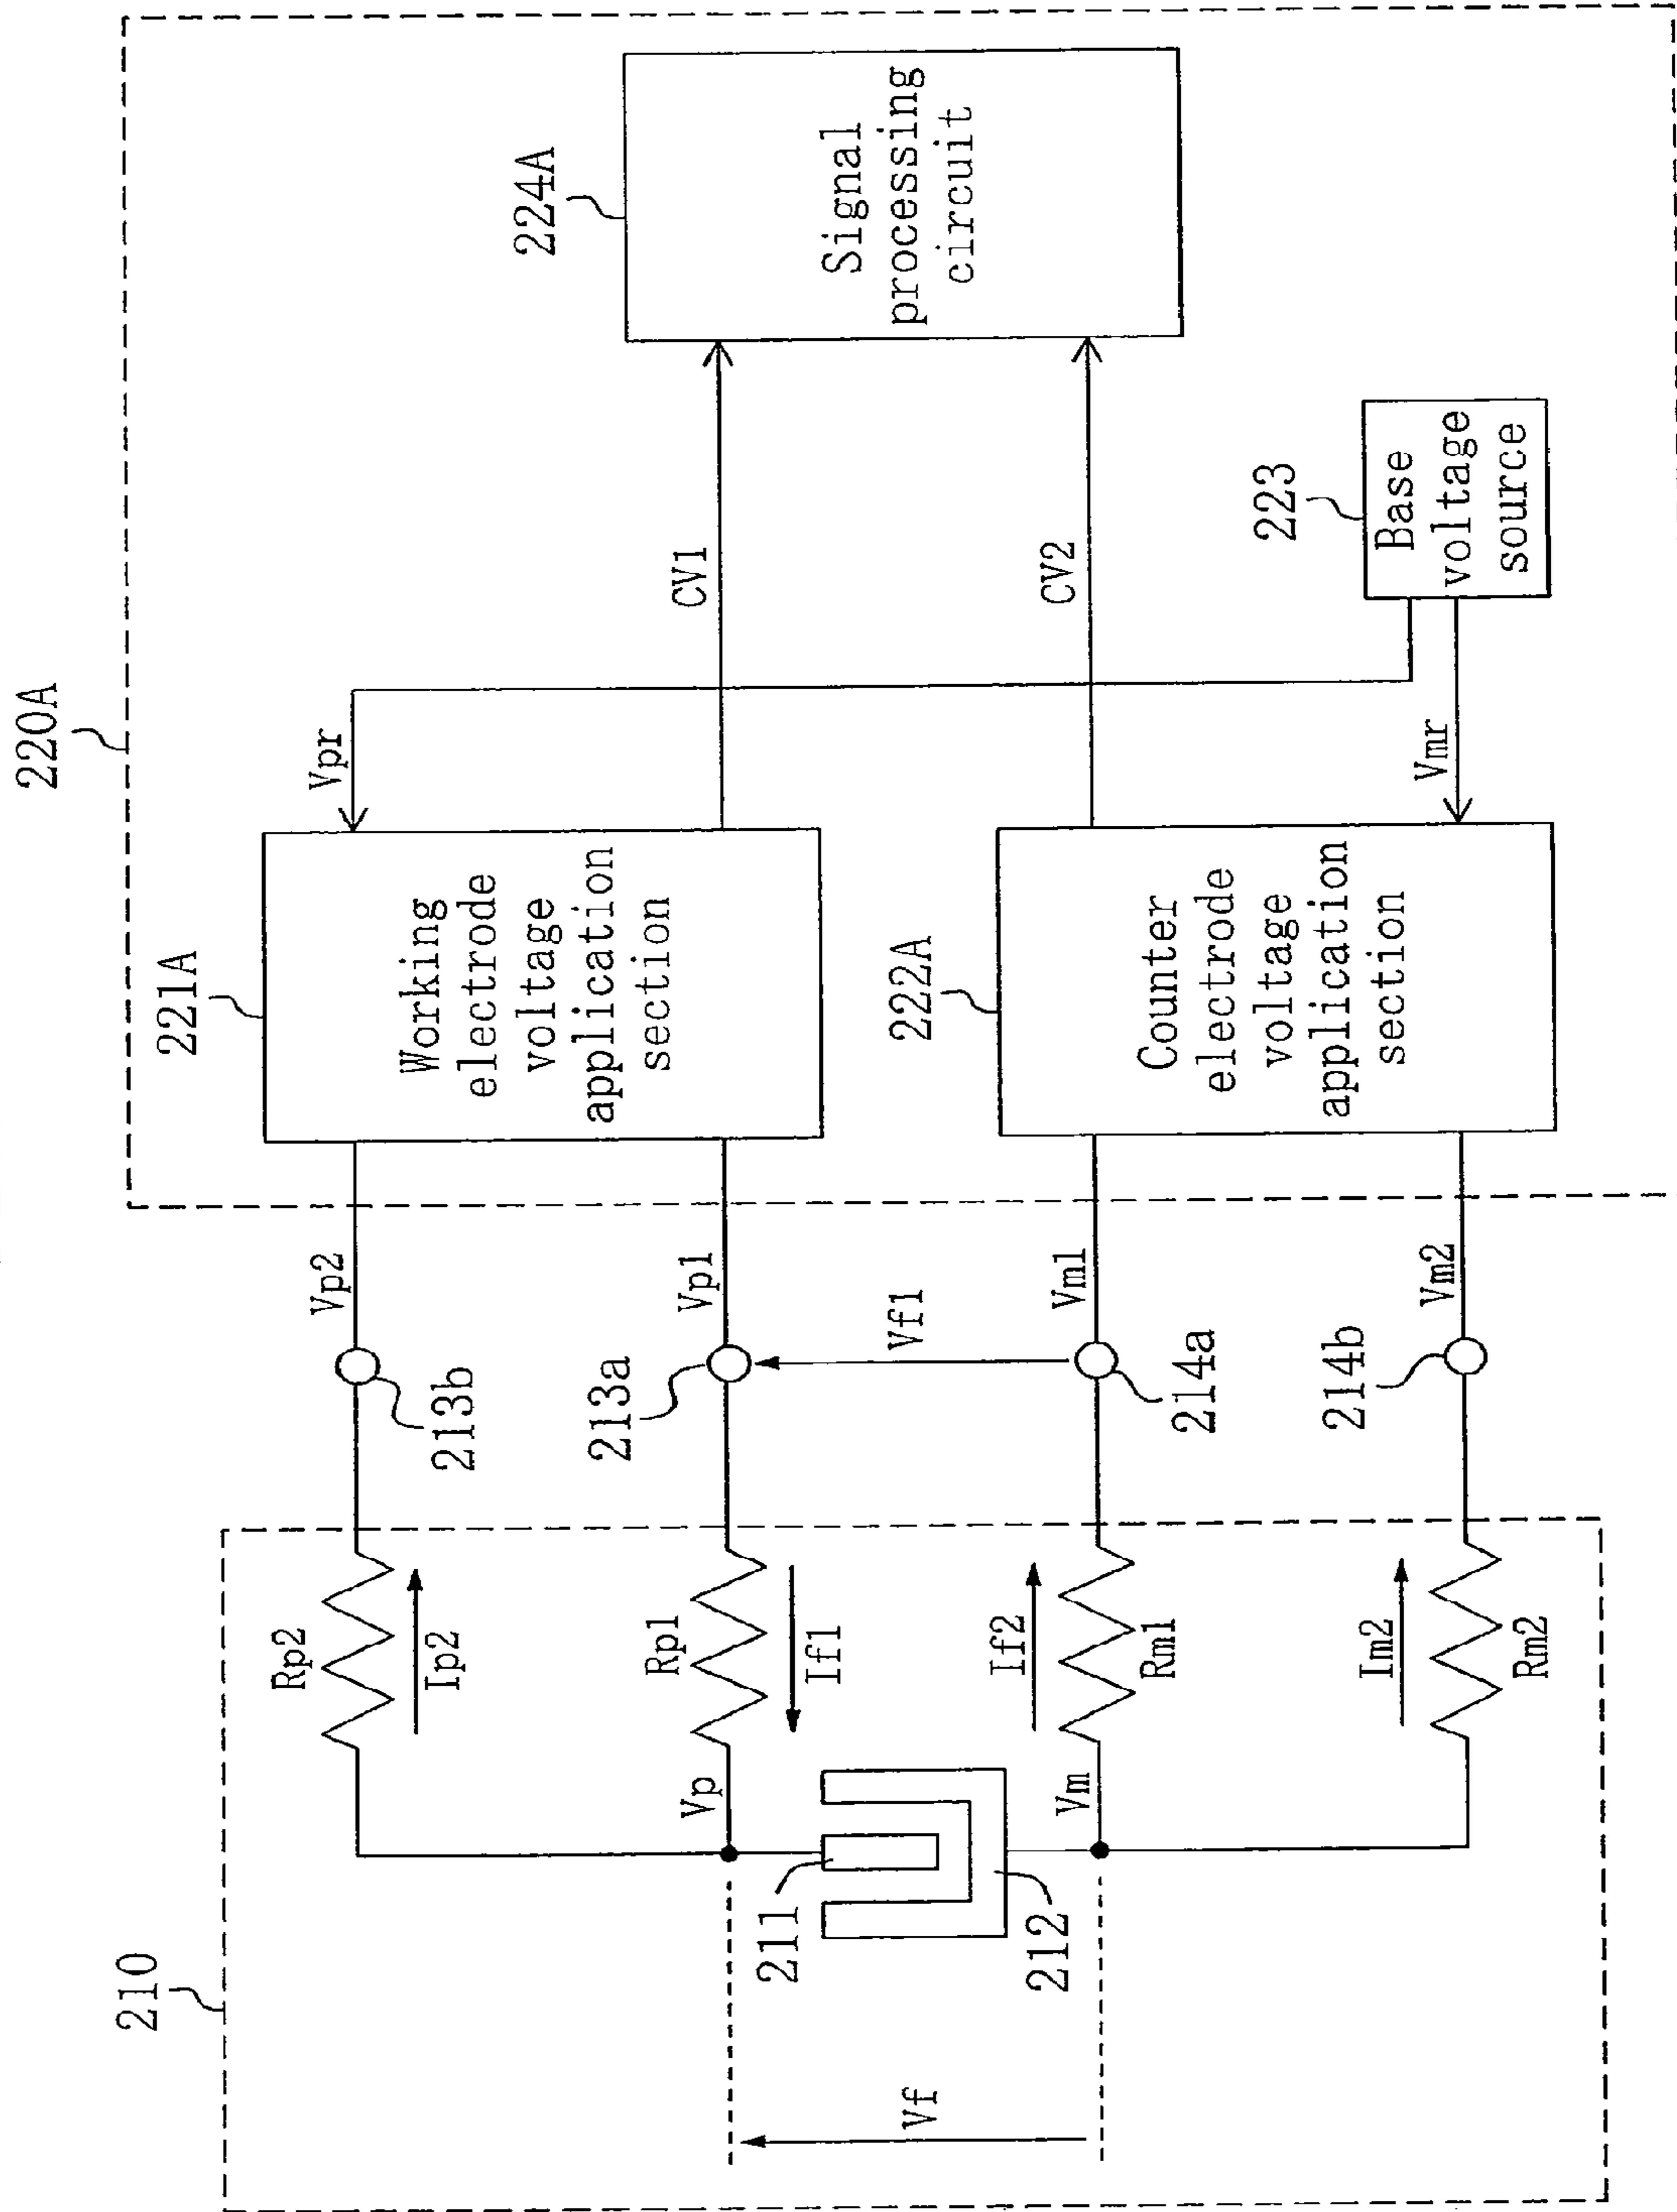 220A
224A
Signal
processing
circuit
221A
Working
electrode
voltage
application
section
Vpr
CV1
222A
Counter
electrode
voltage
application
section
CV2
Vmr
223
Base
voltage
source
210
Rp2
Ip2
Vp2
213b
Vp
Rp1
If1
Vp1
213a
Vf
211
212
Vf1
Vm
If2
Rm1
Vm1
214a
Im2
Rm2
Vm2
214b